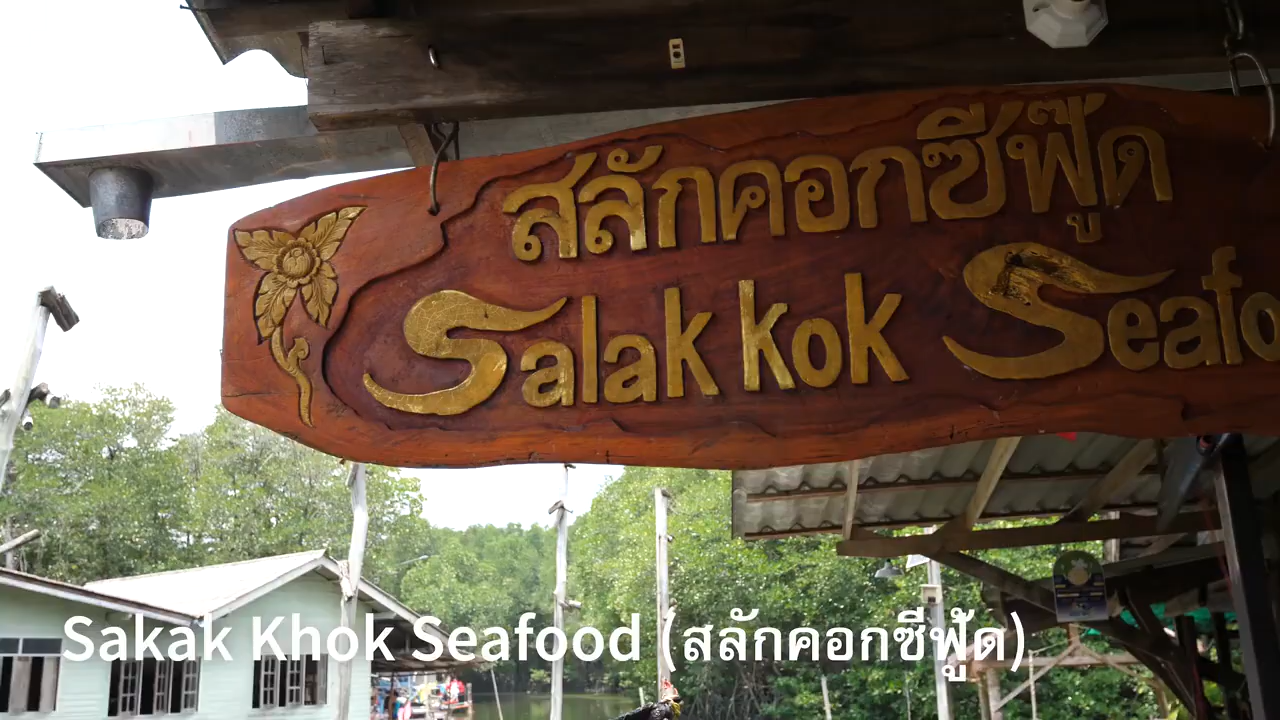 สลักคอกซีฟู๊ด
Salak kok Seafo
Sakak Khok Seafood (สลักคอกซีฟู้ด)